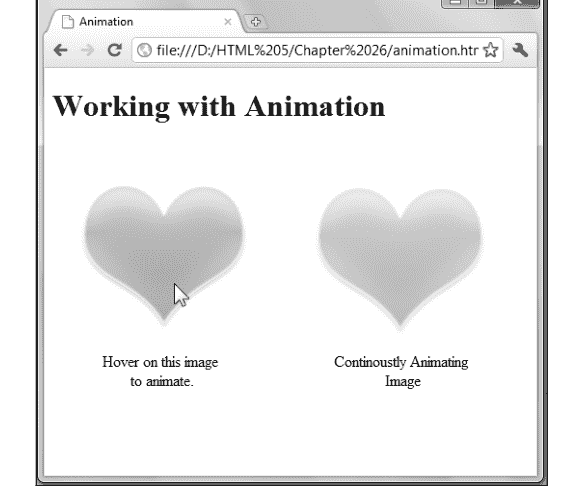 Animation
file:///D:/HTML%205/Chapter%2026/animation.htr
Working with Animation
Hover on this image
to animate.
Continoustly Animating
Image